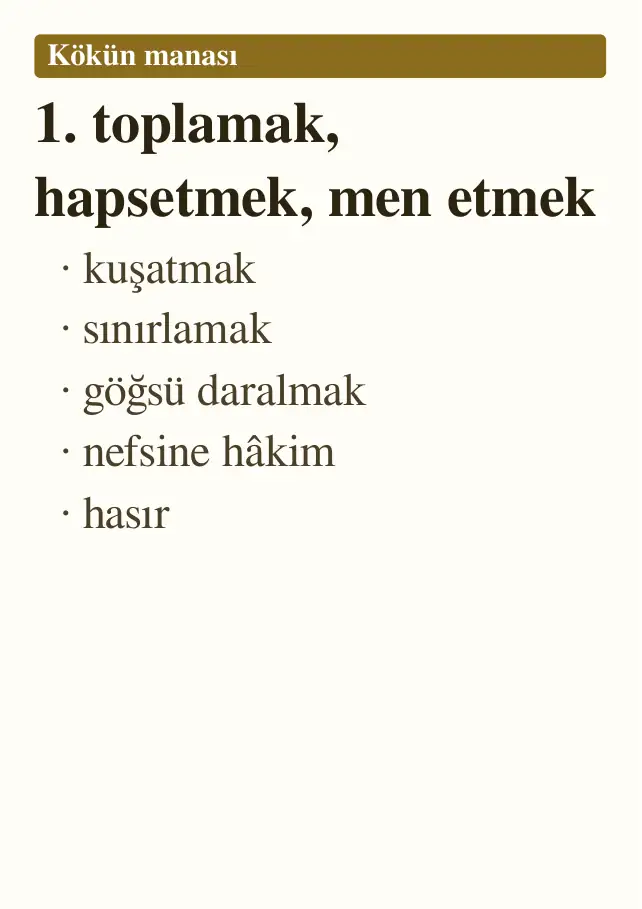 Kökün manası
1. toplamak,
hapsetmek, men etmek
· kuşatmak
· sınırlamak
· göğsü daralmak
· nefsine hâkim
· hasır